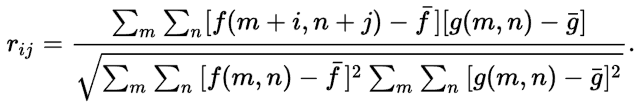 r_{ij} = \frac{\sum_m \sum_n [f(m+i, n+j) - \bar{f}][g(m,n) - \bar{g}]}{\sqrt{\sum_m \sum_n [f(m,n) - \bar{f}]^2 \sum_m \sum_n [g(m,n) - \bar{g}]^2}}.